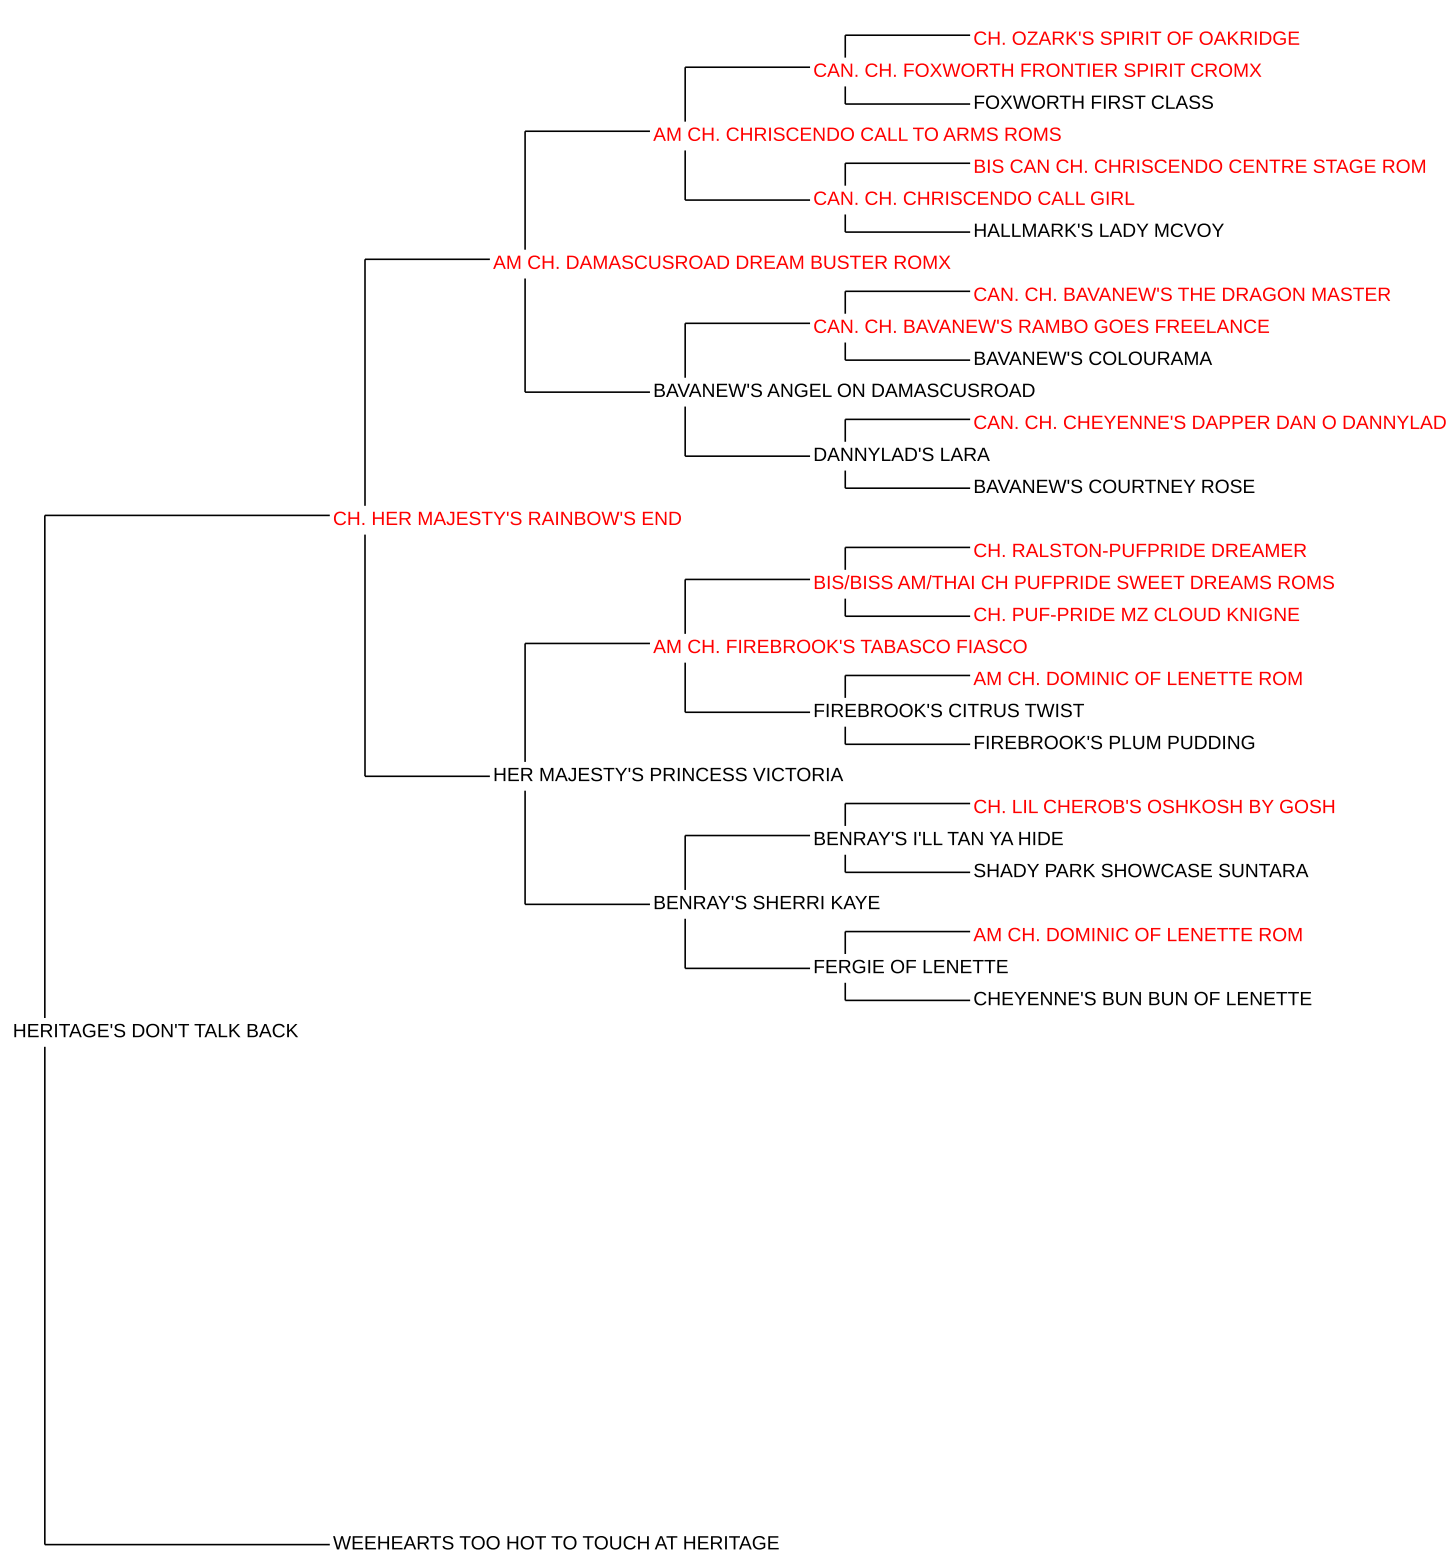 CH. OZARK'S SPIRIT OF OAKRIDGE
CAN. CH. FOXWORTH FRONTIER SPIRIT CROMX
FOXWORTH FIRST CLASS
AM CH. CHRISCENDO CALL TO ARMS ROMS
BIS CAN CH. CHRISCENDO CENTRE STAGE ROM
CAN. CH. CHRISCENDO CALL GIRL
HALLMARK'S LADY MCVOY
AM CH. DAMASCUSROAD DREAM BUSTER ROMX
CAN. CH. BAVANEW'S THE DRAGON MASTER
CAN. CH. BAVANEW'S RAMBO GOES FREELANCE
BAVANEW'S COLOURAMA
BAVANEW'S ANGEL ON DAMASCUSROAD
CAN. CH. CHEYENNE'S DAPPER DAN O DANNYLAD
DANNYLAD'S LARA
BAVANEW'S COURTNEY ROSE
CH. HER MAJESTY'S RAINBOW'S END
CH. RALSTON-PUFPRIDE DREAMER
BIS/BISS AM/THAI CH PUFPRIDE SWEET DREAMS ROMS
CH. PUF-PRIDE MZ CLOUD KNIGNE
AM CH. FIREBROOK'S TABASCO FIASCO
AM CH. DOMINIC OF LENETTE ROM
FIREBROOK'S CITRUS TWIST
FIREBROOK'S PLUM PUDDING
HER MAJESTY'S PRINCESS VICTORIA
CH. LIL CHEROB'S OSHKOSH BY GOSH
BENRAY'S I'LL TAN YA HIDE
SHADY PARK SHOWCASE SUNTARA
BENRAY'S SHERRI KAYE
AM CH. DOMINIC OF LENETTE ROM
FERGIE OF LENETTE
CHEYENNE'S BUN BUN OF LENETTE
HERITAGE'S DON'T TALK BACK
WEEHEARTS TOO HOT TO TOUCH AT HERITAGE